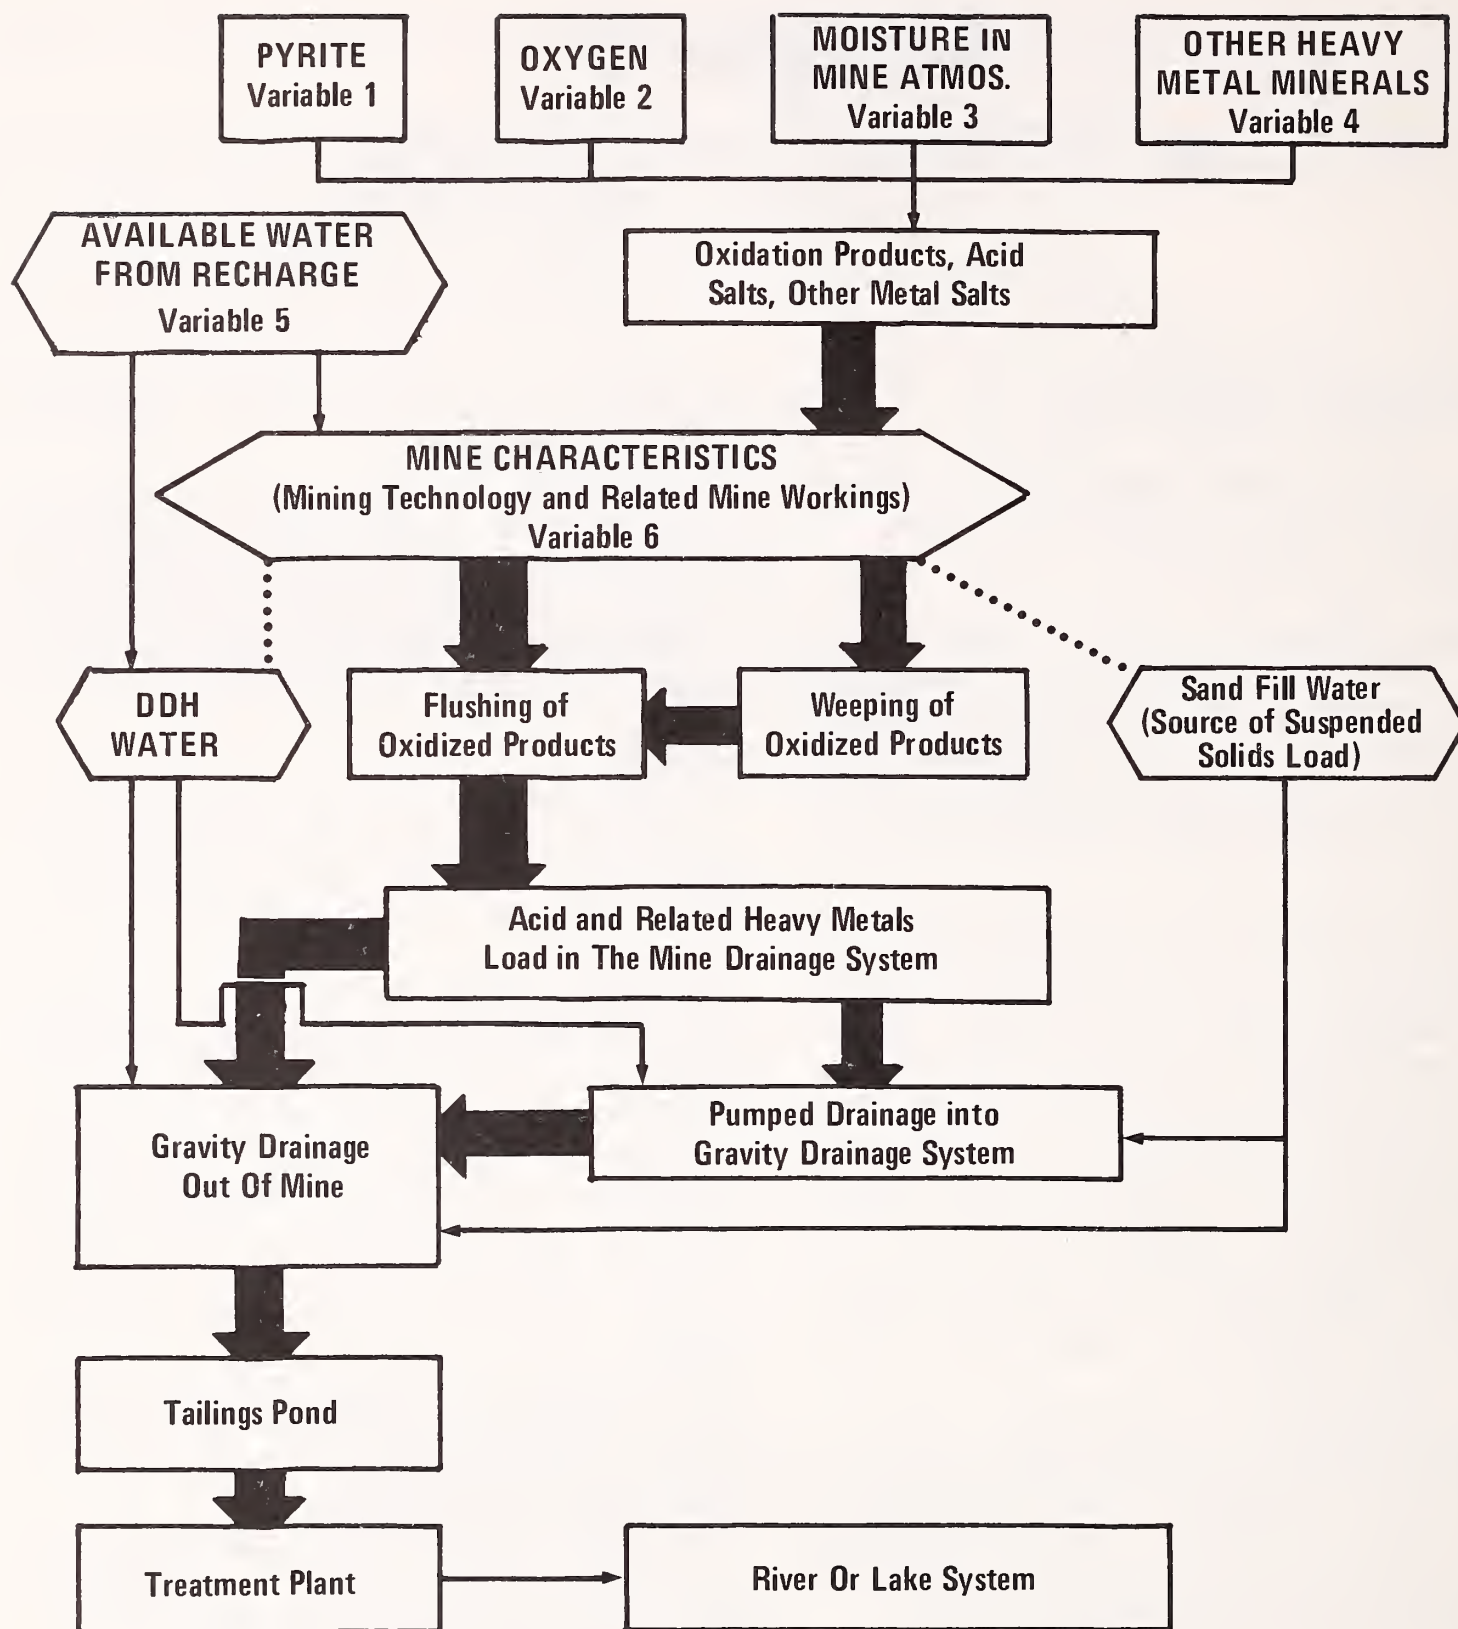 PYRITE
Variable 1
OXYGEN
Variable 2
MOISTURE IN
MINE ATMOS.
Variable 3
OTHER HEAVY
METAL MINERALS
Variable 4
AVAILABLE WATER
FROM RECHARGE
Variable 5
Oxidation Products, Acid
Salts, Other Metal Salts
MINE CHARACTERISTICS
(Mining Technology and Related Mine Workings)
Variable 6
DDH
WATER
Flushing of
Oxidized Products
Weeping of
Oxidized Products
Sand Fill Water
(Source of Suspended
Solids Load)
Acid and Related Heavy Metals
Load in The Mine Drainage System
Gravity Drainage
Out Of Mine
Pumped Drainage into
Gravity Drainage System
Tailings Pond
Treatment Plant
River Or Lake System